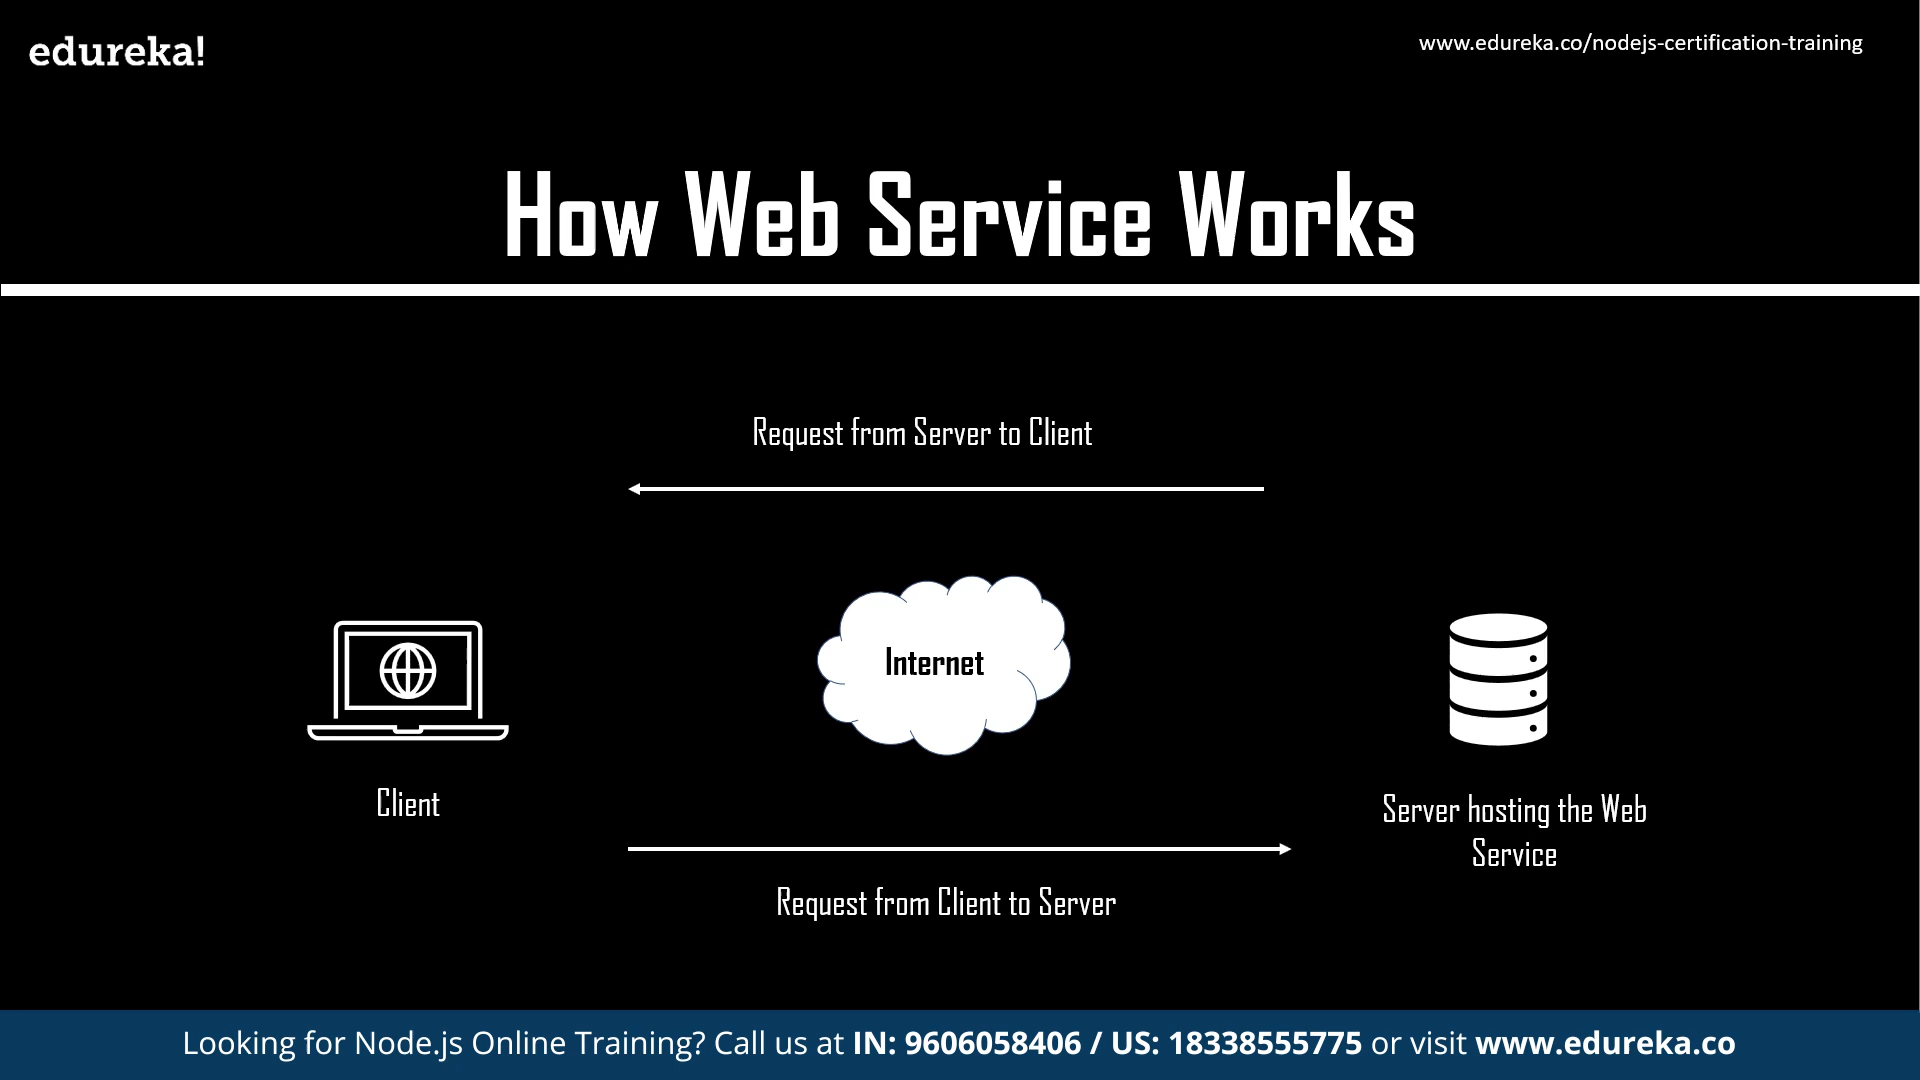 edureka!
www.edureka.co/nodejs-certification-training
How Web Service Works
Request from Server to Client
Internet
Client
Server hosting the Web
Service
Request from Client to Server
Looking for Node.js Online Training? Call us at IN: 9606058406 / US: 18338555775 or visit www.edureka.co